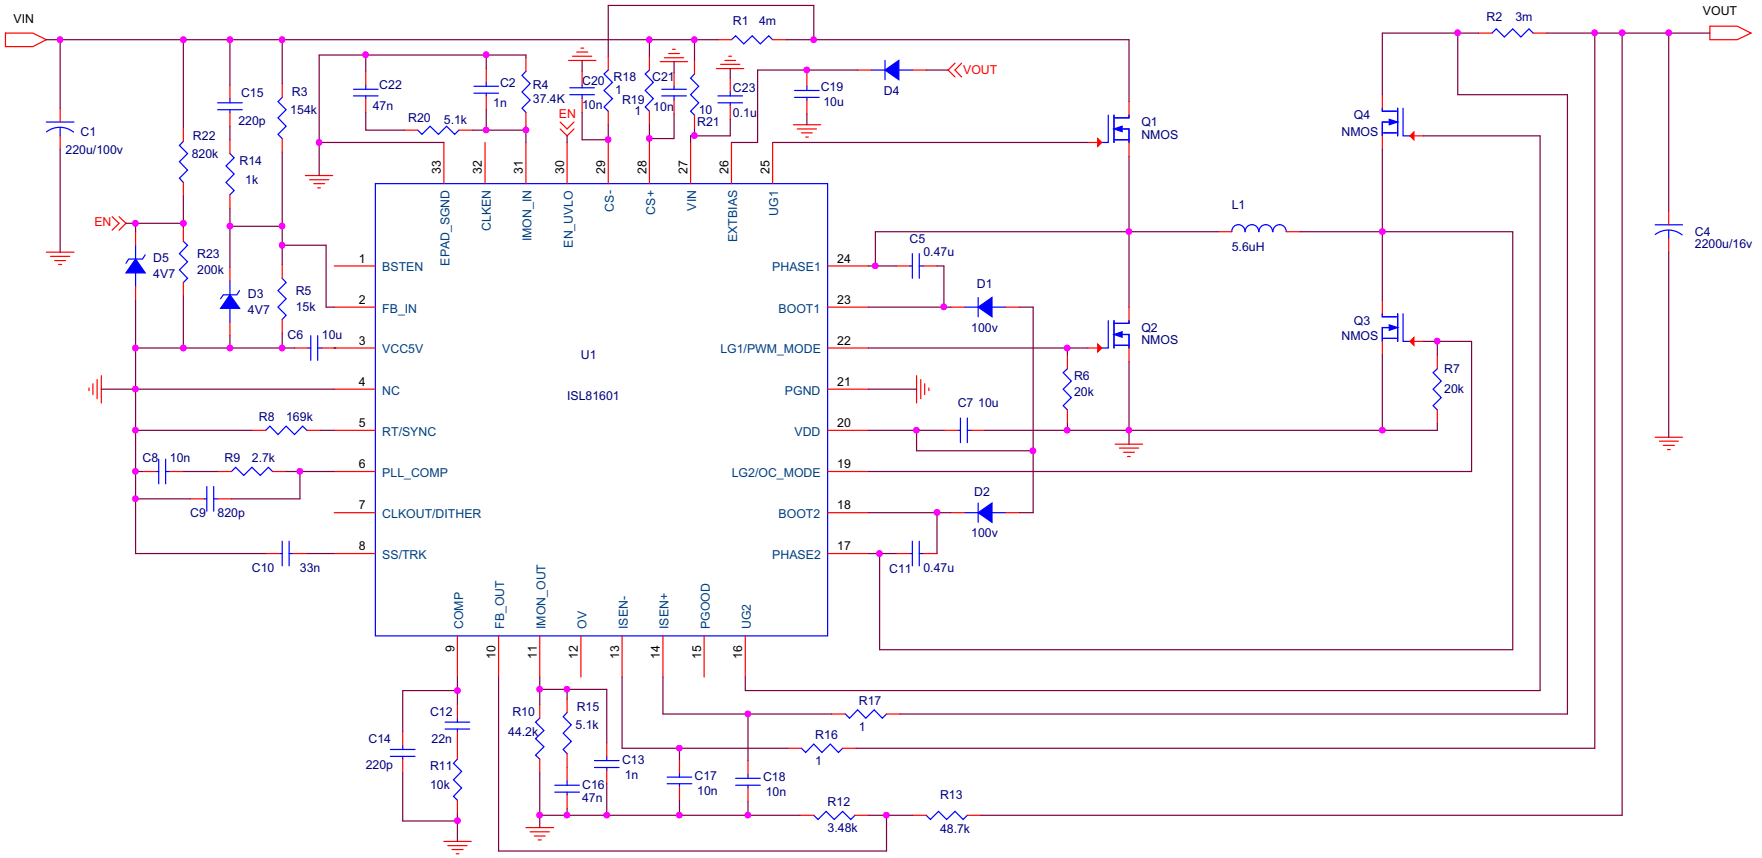 VIN
R1 4m
R2 3m
VOUT
C1
220u/100v
C15
220p
R3
154k
R22
820k
R14
1k
C22
47n
R20 5.1k
C2
1n
R4
37.4K
C20
10n
R18
1
C21
10n
R19
1
10
R21
C23
0.1u
EN
C19
10u
D4
VOUT
Q1
NMOS
Q4
NMOS
33
32
31
30
29
28
27
26
25
EPAD_SGND
CLKEN
IMON_IN
EN_UVLO
CS-
CS+
VIN
EXTBIAS
UG1
EN
D5
4V7
R23
200k
D3
4V7
R5
15k
C6 10u
L1
5.6uH
C4
2200u/16v
1 BSTEN
2 FB_IN
3 VCC5V
4 NC
5 RT/SYNC
6 PLL_COMP
7 CLKOUT/DITHER
8 SS/TRK
U1
ISL81601
PHASE1 24
BOOT1 23
LG1/PWM_MODE 22
PGND 21
VDD 20
LG2/OC_MODE 19
BOOT2 18
PHASE2 17
C5
0.47u
D1
100v
Q2
NMOS
Q3
NMOS
R6
20k
R7
20k
C7 10u
D2
100v
C11 0.47u
R8 169k
C8 10n
R9 2.7k
C9 820p
C10 33n
COMP
FB_OUT
IMON_OUT
OV
ISEN-
ISEN+
PGOOD
UG2
9
10
11
12
13
14
15
16
C14
220p
C12
22n
R11
10k
R10
44.2k
R15
5.1k
C13
1n
C16
47n
C17
10n
C18
10n
R17
1
R16
1
R12
3.48k
R13
48.7k